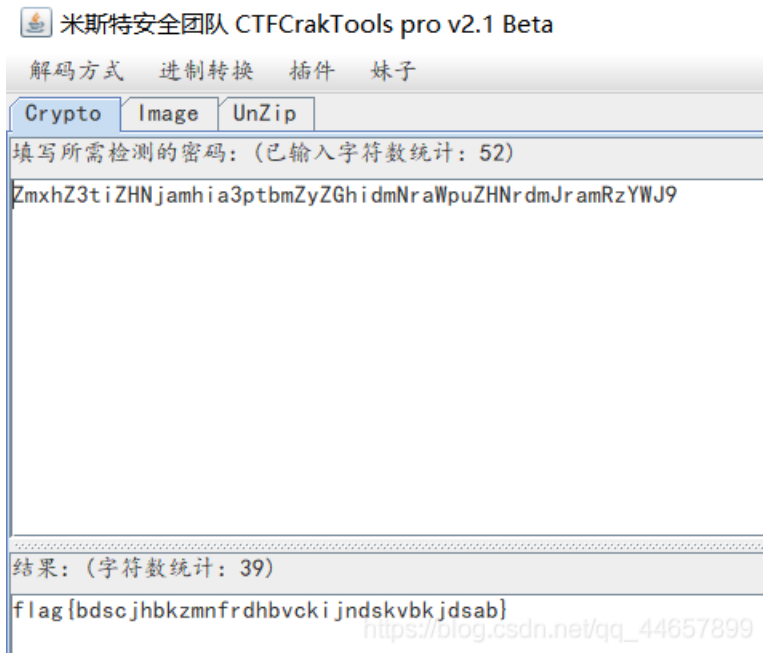 米斯特安全团队 CTFCrakTools pro v2.1 Beta
解码方式 进制转换 插件 妹子
Crypto Image UnZip
填写所需检测的密码：(已输入字符数统计：52)
ZmxhZ3tiZHNjamhia3ptbmZyZGhidmNraWpuZHNrdmJramRzYWJ9
结果：(字符数统计：39)
flag{bdscjhbkzmnfrdhbvckijndskvbkjdsab}
https://blog.csdn.net/qq_44657899